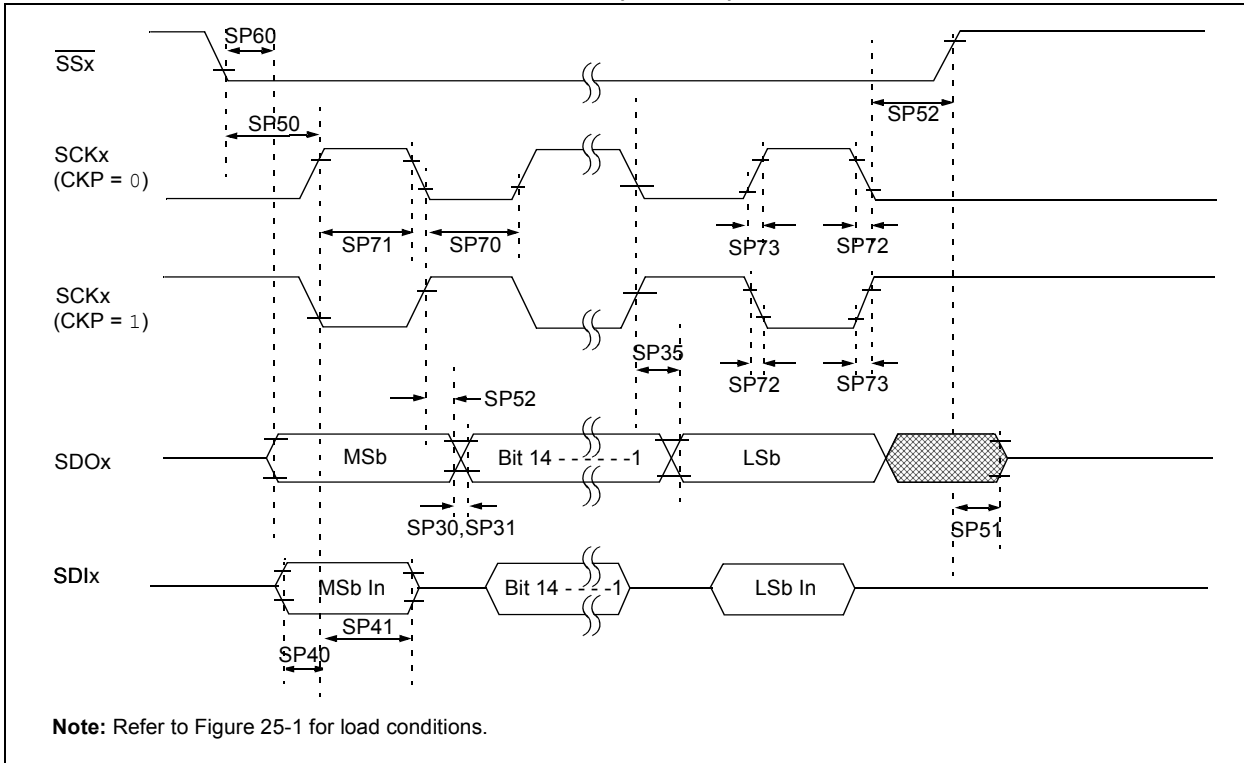 SP60
SSx
SP52
SP50
SCKx
(CKP = 0)
SP71
SP70
SP73
SP72
SCKx
(CKP = 1)
SP35
SP72
SP73
SP52
SDOx
MSb
Bit 14 - - - - - -1
LSb
SP30,SP31
SP51
SDIx
MSb In
Bit 14 - - - -1
LSb In
SP41
SP40
Note: Refer to Figure 25-1 for load conditions.